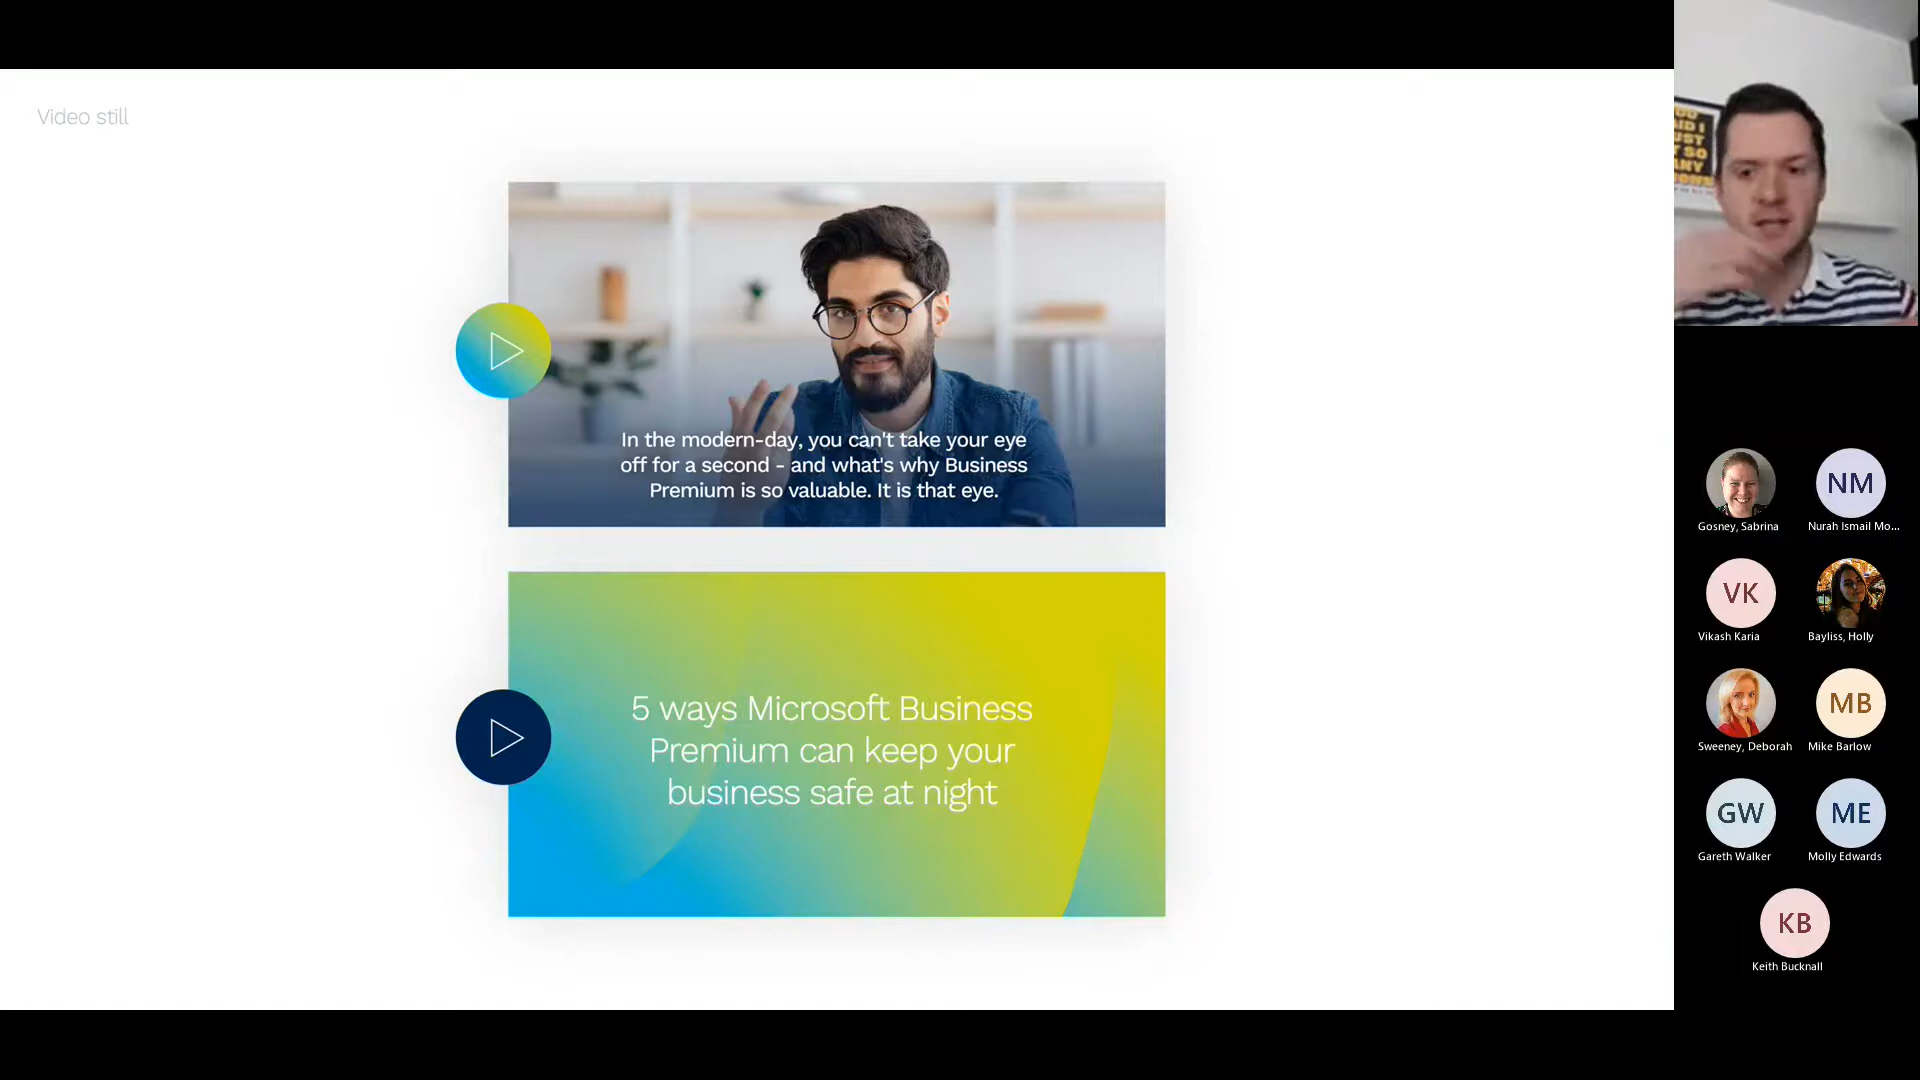 Video still
In the modern-day, you can't take your eye
off for a second - and what's why Business
Premium is so valuable. It is that eye.
5 ways Microsoft Business
Premium can keep your
business safe at night
Gosney, Sabrina
NM
Nurah Ismail Mo...
VK
Vikash Karia
Bayliss, Holly
Sweeney, Deborah
MB
Mike Barlow
GW
Gareth Walker
ME
Molly Edwards
KB
Keith Bucknall